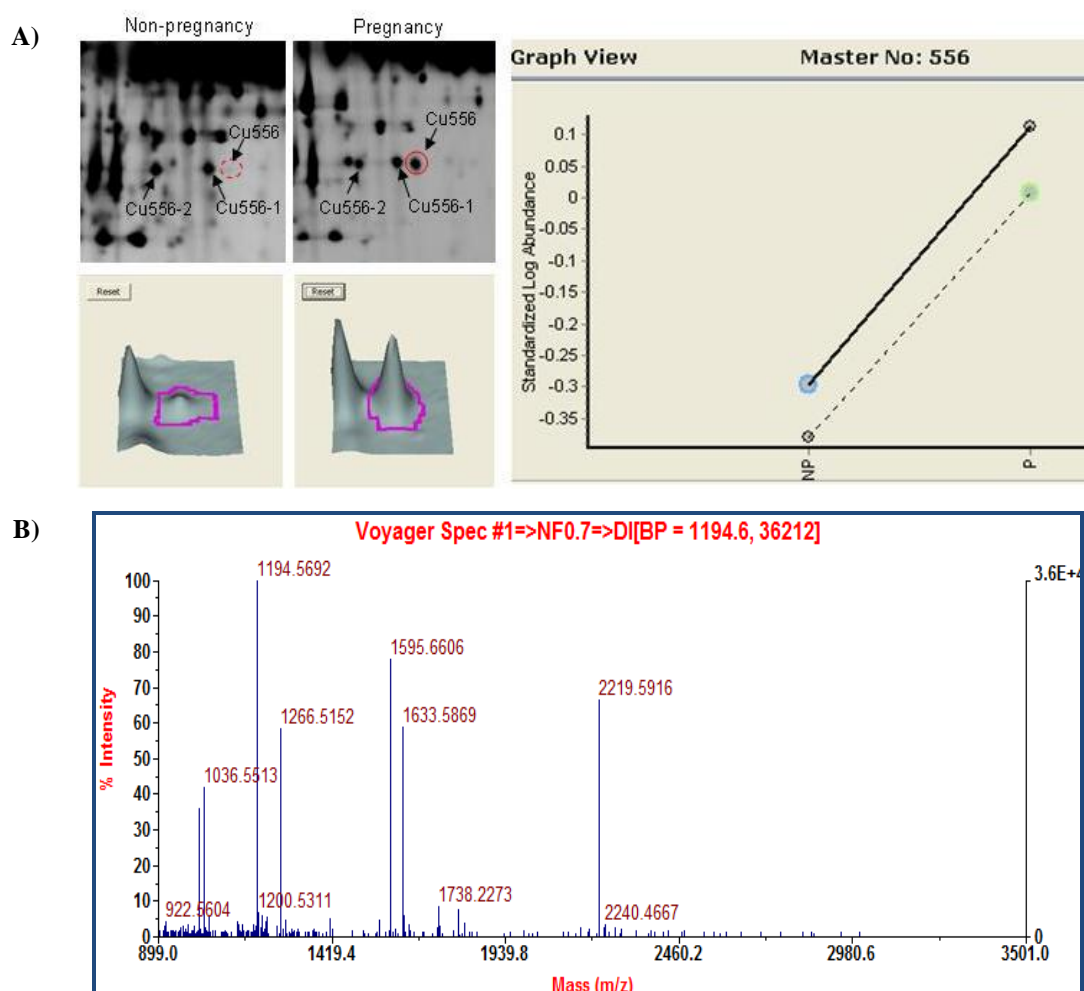 A)
Non-pregnancy
Pregnancy
Cu556
Cu556-2
Cu556-1
Cu556
Cu556-2
Cu556-1
Reset
Reset
Graph View Master No: 556
Standardized Log Abundance
0.1
0.05
0
-0.05
-0.1
-0.15
-0.2
-0.25
-0.3
-0.35
NP
P
B)
Voyager Spec #1=>NF0.7=>DI[BP = 1194.6, 36212]
% Intensity
100
90
80
70
60
50
40
30
20
10
0
3.6E+4
0
1194.5692
1595.6606
2219.5916
1266.5152
1633.5869
1036.5513
922.5604
1200.5311
1738.2273
2240.4667
899.0 1419.4 1939.8 2460.2 2980.6 3501.0
Mass (m/z)